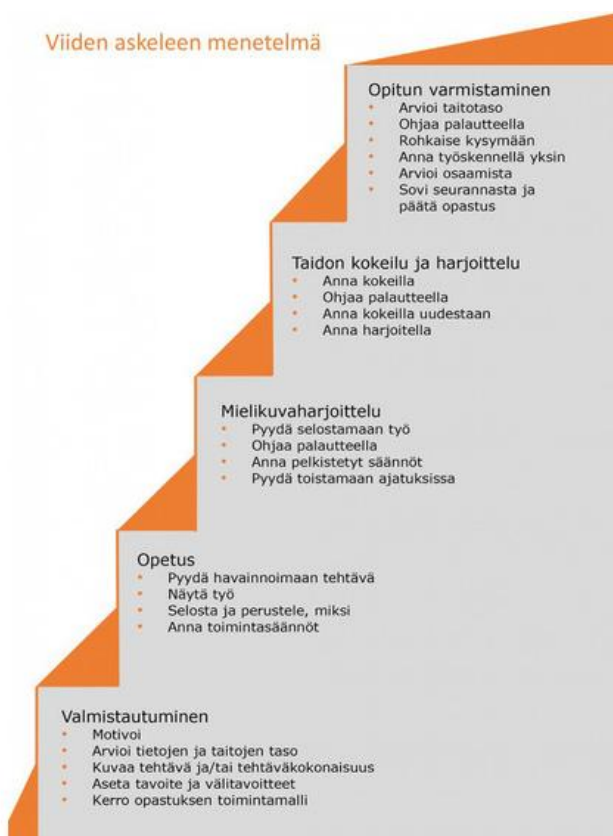 Viiden askeleen menetelmä
Opitun varmistaminen
• Arvioi taitotaso
• Ohjaa palautteella
• Rohkaise kysymään
• Anna työskennellä yksin
• Arvioi osaamista
• Sovi seurannasta ja
päätä opastus
Taidon kokeilu ja harjoittelu
• Anna kokeilla
• Ohjaa palautteella
• Anna kokeilla uudestaan
• Anna harjoitella
Mielikuvaharjoittelu
• Pyydä selostamaan työ
• Ohjaa palautteella
• Anna pelkistetyt säännöt
• Pyydä toistamaan ajatuksissa
Opetus
• Pyydä havainnoimaan tehtävä
• Näytä työ
• Selosta ja perustele, miksi
• Anna toimintasäännöt
Valmistautuminen
• Motivoi
• Arvioi tietojen ja taitojen taso
• Kuvaa tehtävä ja/tai tehtäväkokonaisuus
• Aseta tavoite ja välitavoitteet
• Kerro opastuksen toimintamalli